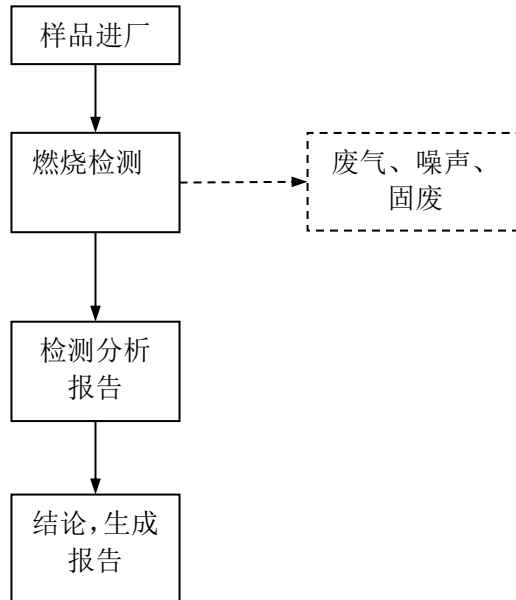 样品进厂
燃烧检测
废气、噪声、
固废
检测分析
报告
结论，生成
报告